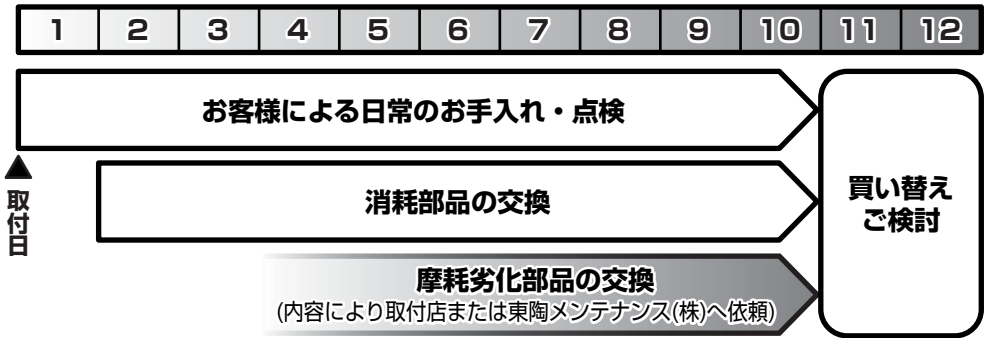 1 2 3 4 5 6 7 8 9 10 11 12
お客様による日常のお手入れ・点検
取付日
消耗部品の交換
摩耗劣化部品の交換
(内容により取付店または東陶メンテナンス(株)へ依頼)
買い替え
ご検討